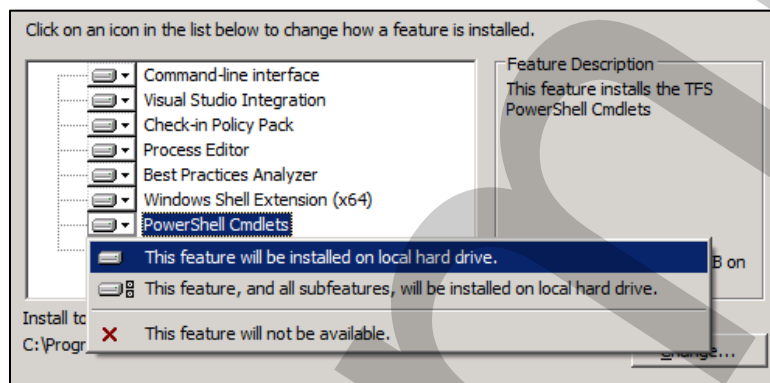 Click on an icon in the list below to change how a feature is installed.
Command-line interface
Visual Studio Integration
Check-in Policy Pack
Process Editor
Best Practices Analyzer
Windows Shell Extension (x64)
PowerShell Cmdlets
Feature Description
This feature installs the TFS
PowerShell Cmdlets
This feature will be installed on local hard drive.
B on
This feature, and all subfeatures, will be installed on local hard drive.
This feature will not be available.
Install to
C:\Progr
Change...